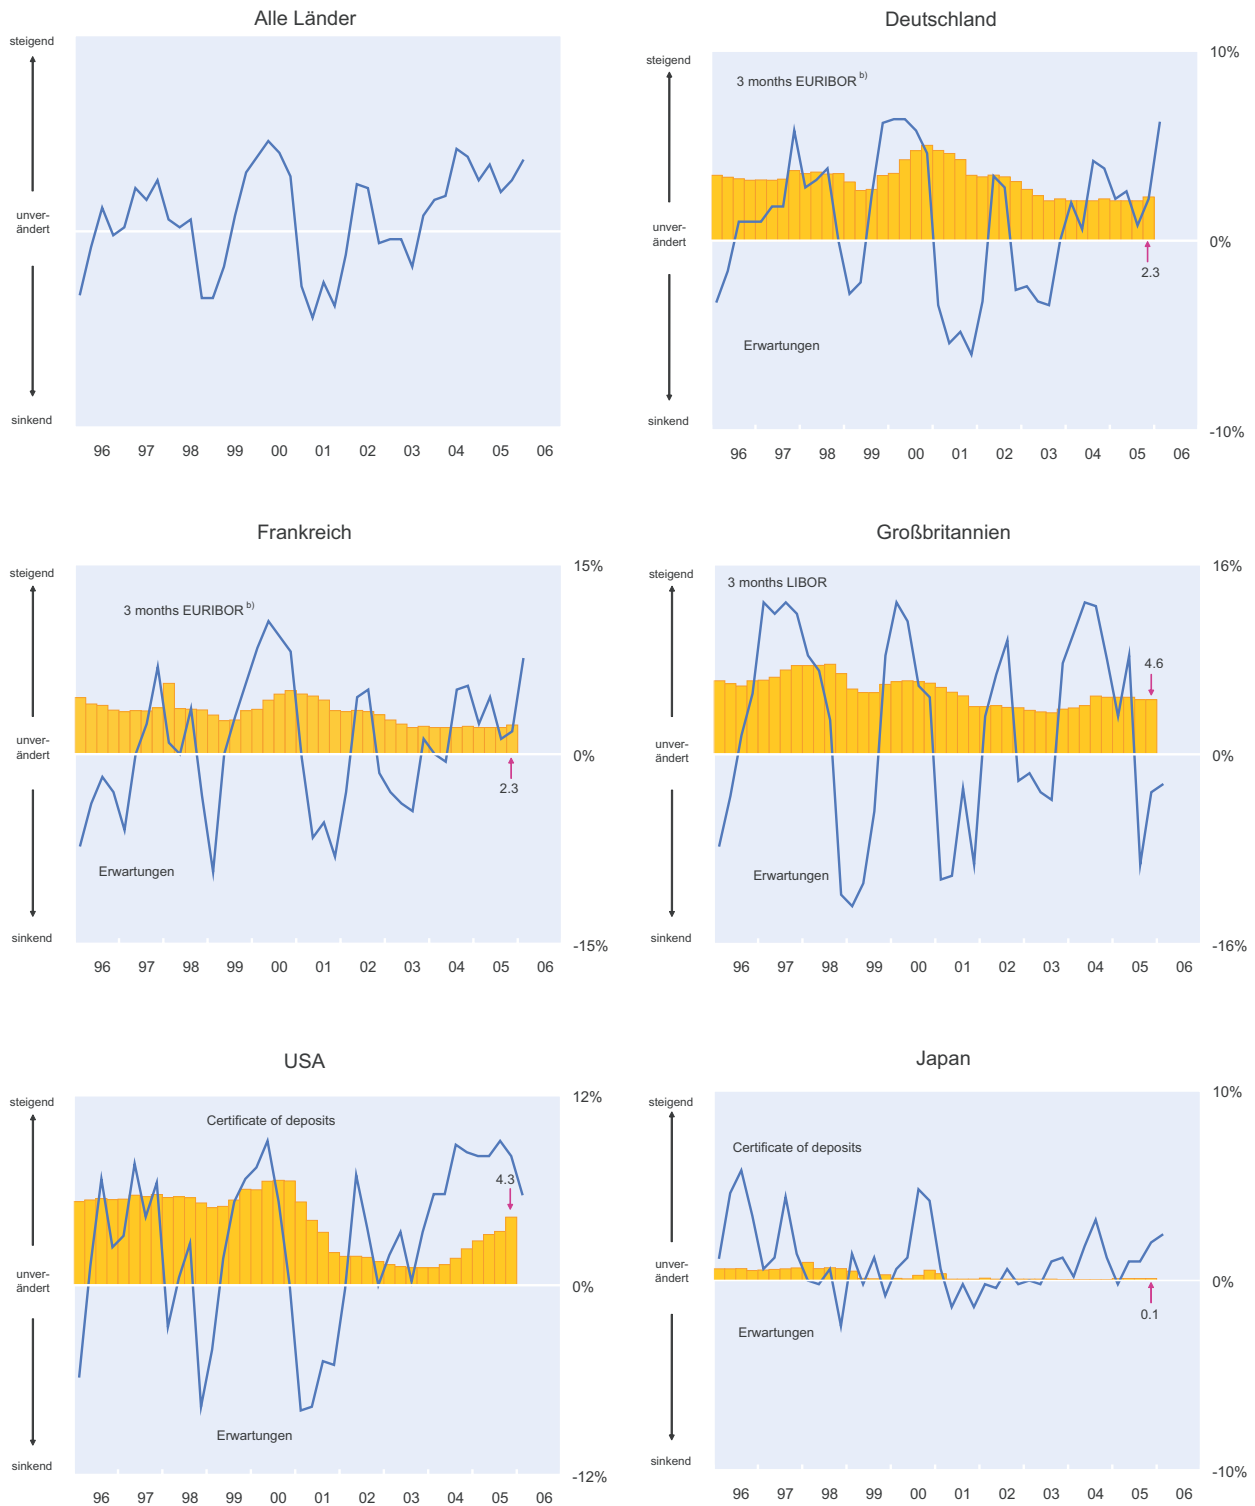 Alle Länder
steigend
unver-
ändert
sinkend
96 97 98 99 00 01 02 03 04 05 06
Deutschland
steigend
unver-
ändert
sinkend
3 months EURIBOR b)
Erwartungen
2.3
10%
0%
-10%
96 97 98 99 00 01 02 03 04 05 06
Frankreich
steigend
unver-
ändert
sinkend
3 months EURIBOR b)
Erwartungen
2.3
15%
0%
-15%
96 97 98 99 00 01 02 03 04 05 06
Großbritannien
steigend
unver-
ändert
sinkend
3 months LIBOR
Erwartungen
4.6
16%
0%
-16%
96 97 98 99 00 01 02 03 04 05 06
USA
steigend
unver-
ändert
sinkend
Certificate of deposits
Erwartungen
4.3
12%
0%
-12%
96 97 98 99 00 01 02 03 04 05 06
Japan
steigend
unver-
ändert
sinkend
Certificate of deposits
Erwartungen
0.1
10%
0%
-10%
96 97 98 99 00 01 02 03 04 05 06